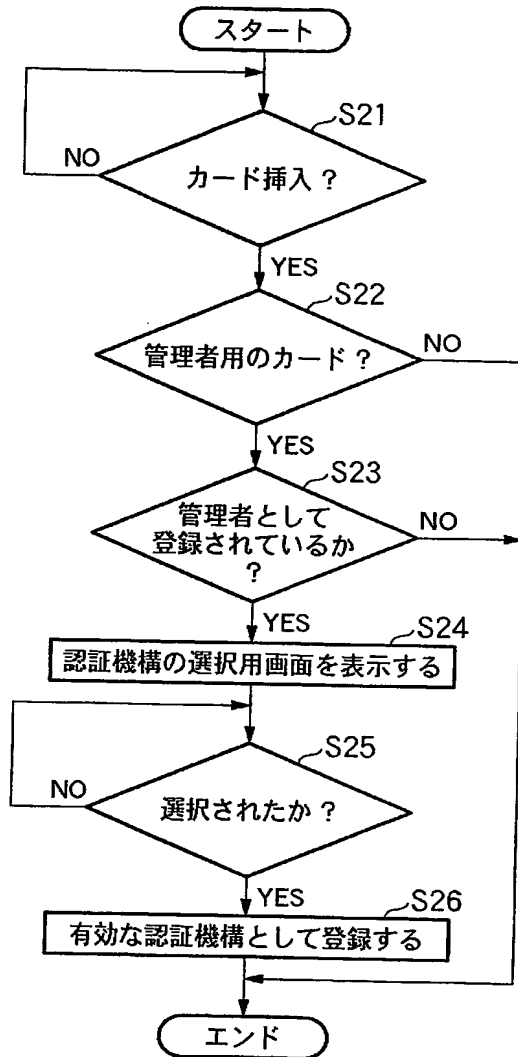 スタート
S21
カード挿入？
NO
YES
S22
管理者用のカード？
NO
YES
S23
管理者として
登録されているか
？
NO
YES
S24
認証機構の選択用画面を表示する
S25
選択されたか？
NO
YES
S26
有効な認証機構として登録する
エンド